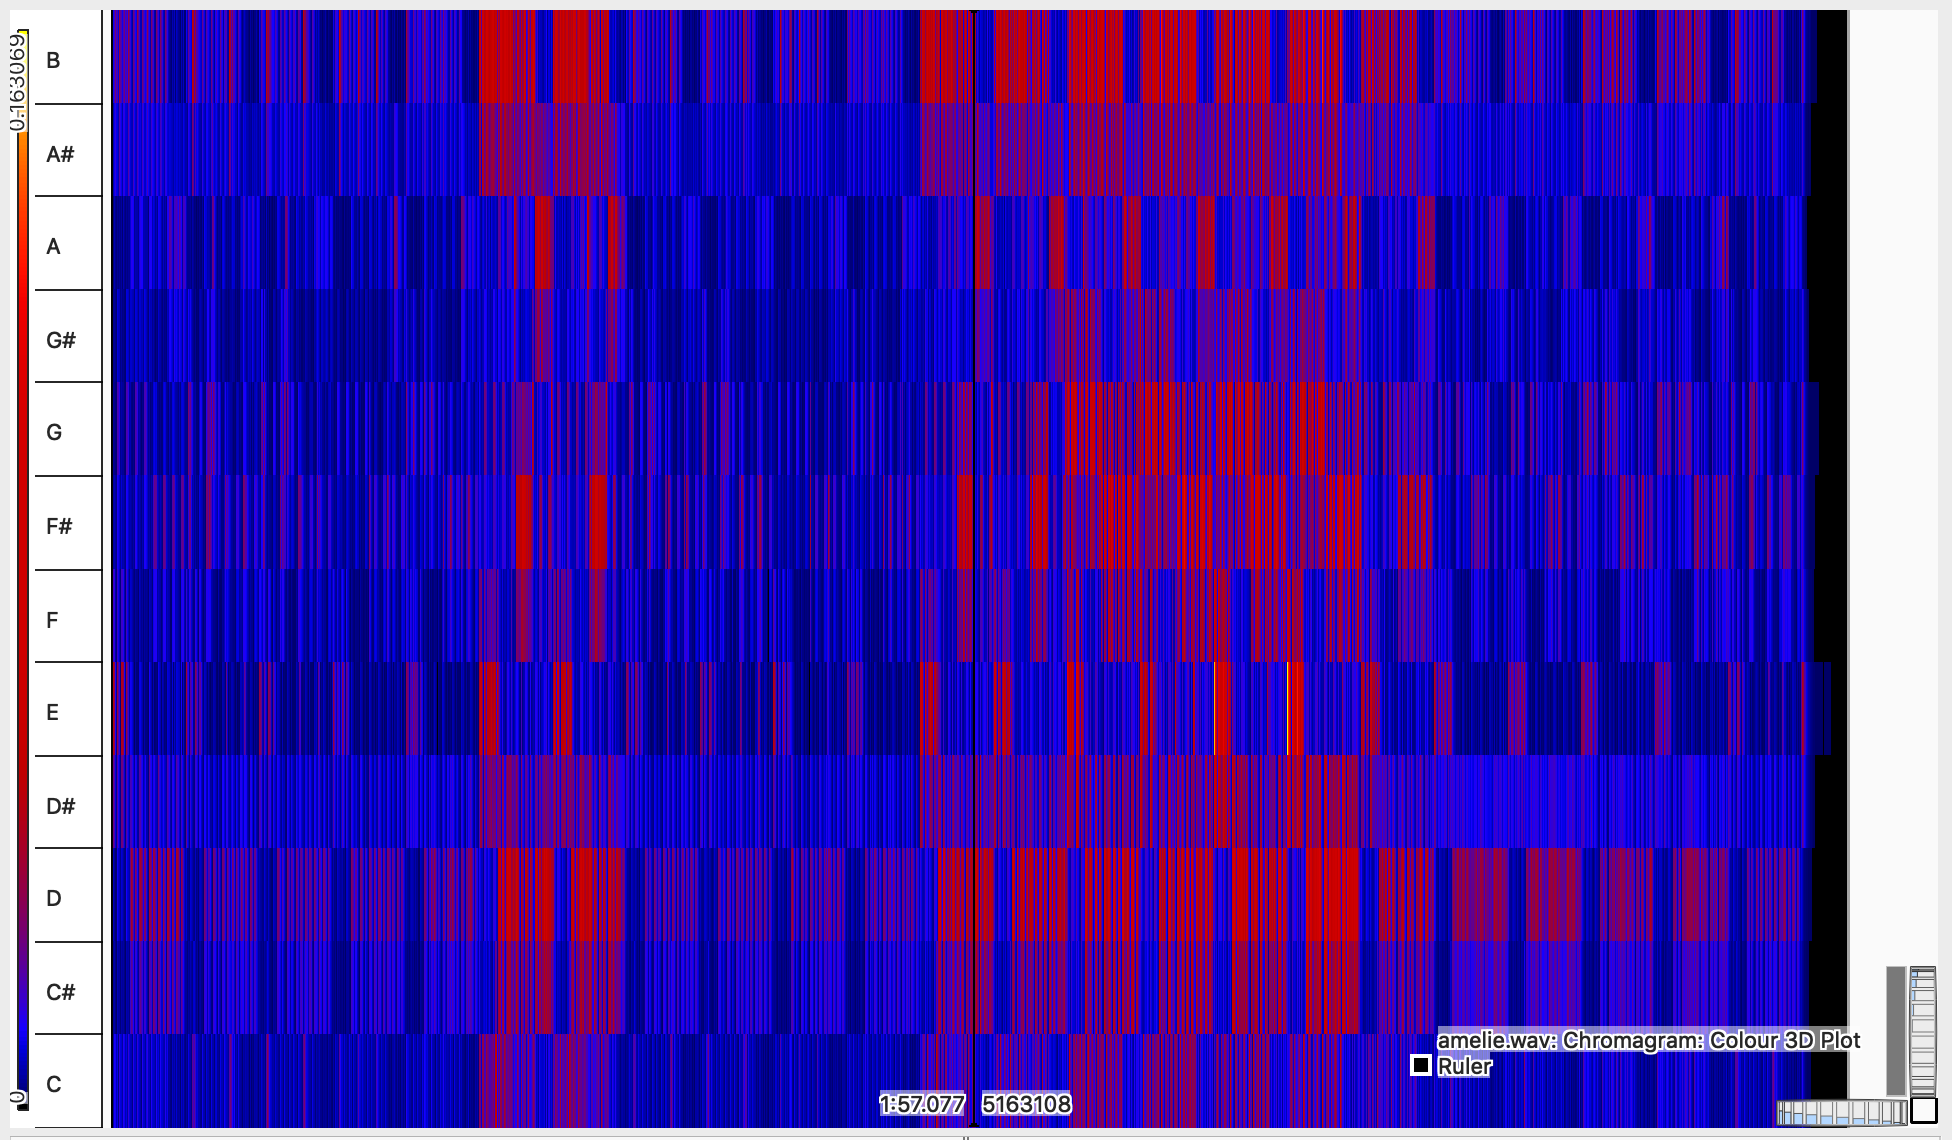 0.163069
B
A#
A
G#
G
F#
F
E
D#
D
C#
C
0
amelie.wav: Chromagram: Colour 3D Plot
Ruler
1:57.077 5163108